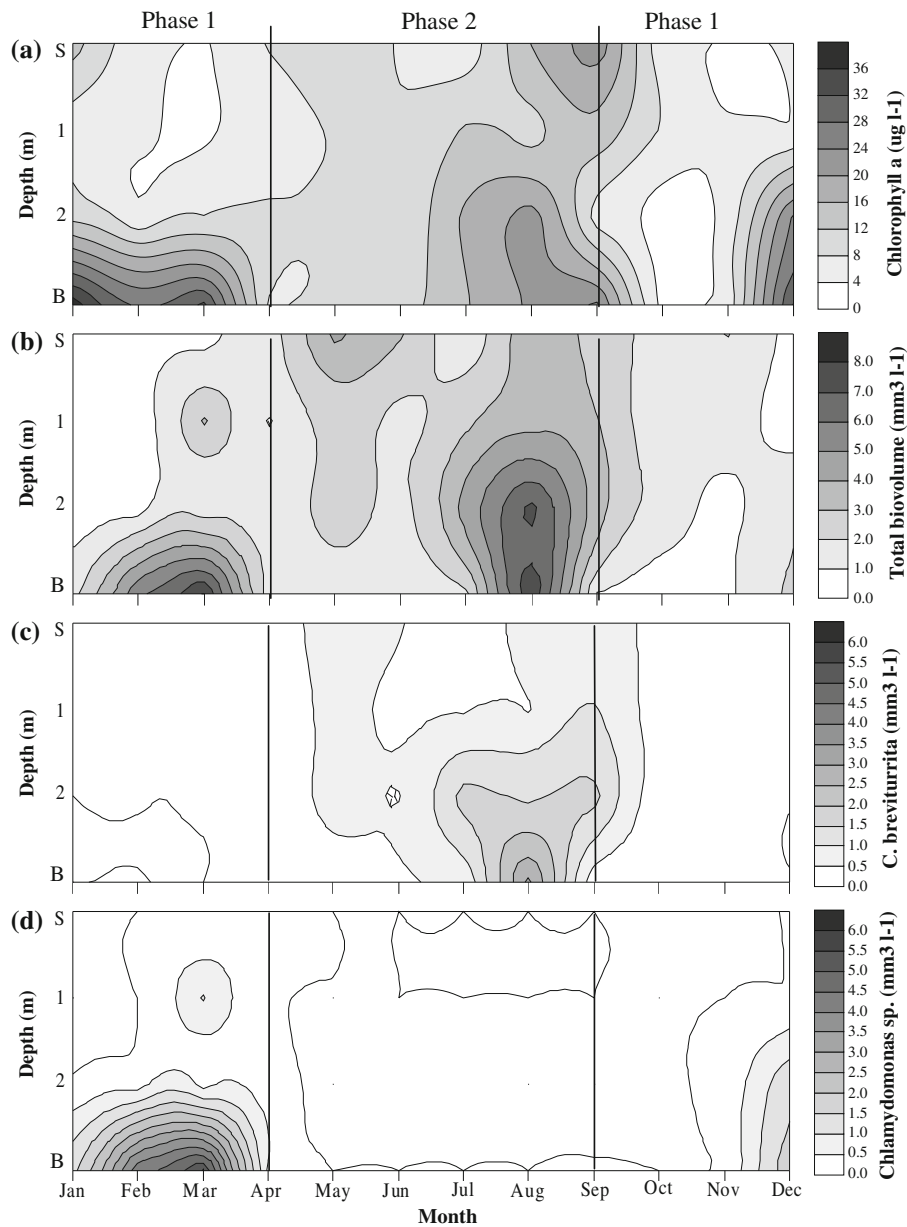 Phase 1 Phase 2 Phase 1
(a)
S
1
2
B
Depth (m)
36
32
28
24
20
16
12
8
4
0
Chlorophyll a (ug l-1)
(b)
S
1
2
B
Depth (m)
8.0
7.0
6.0
5.0
4.0
3.0
2.0
1.0
0.0
Total biovolume (mm3 l-1)
(c)
S
1
2
B
Depth (m)
6.0
5.5
5.0
4.5
4.0
3.5
3.0
2.5
2.0
1.5
1.0
0.5
0.0
C. breviturrita (mm3 l-1)
(d)
S
1
2
B
Depth (m)
6.0
5.5
5.0
4.5
4.0
3.5
3.0
2.5
2.0
1.5
1.0
0.5
0.0
Chlamydomonas sp. (mm3 l-1)
Jan Feb Mar Apr May Jun Jul Aug Sep Oct Nov Dec
Month